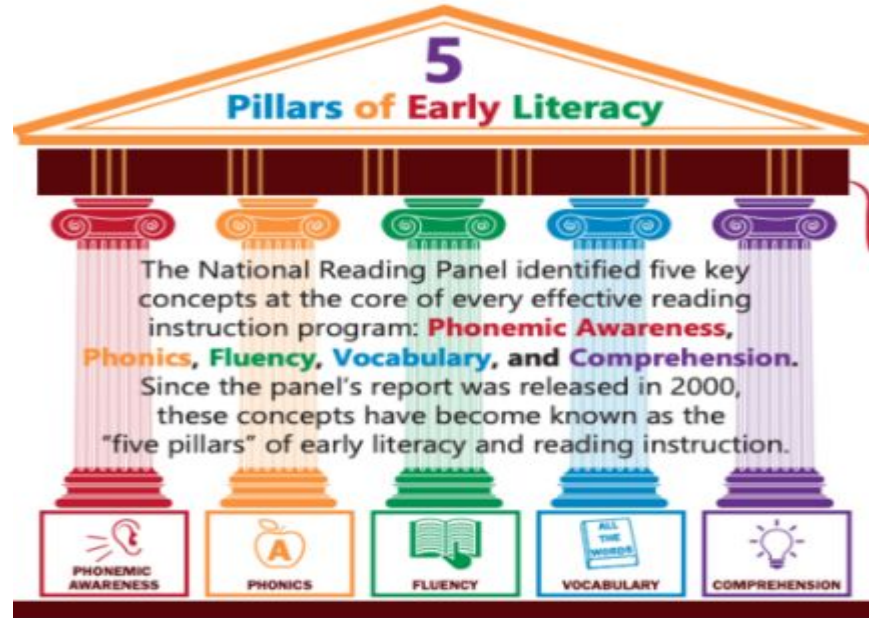 5
Pillars of Early Literacy
The National Reading Panel identified five key
concepts at the core of every effective reading
instruction program: Phonemic Awareness,
Phonics, Fluency, Vocabulary, and Comprehension.
Since the panel's report was released in 2000,
these concepts have become known as the
"five pillars" of early literacy and reading instruction.
PHONEMIC
AWARENESS
A
PHONICS
FLUENCY
ALL
THE
WORDS
VOCABULARY
COMPREHENSION